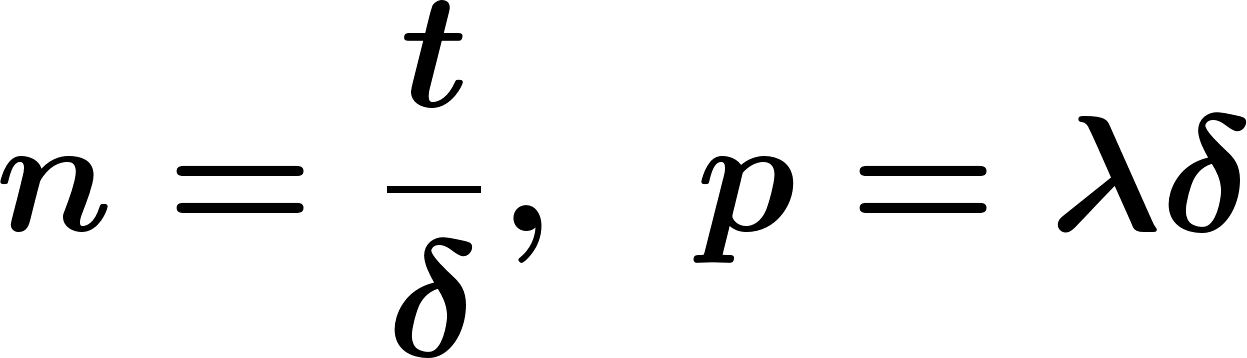 n = t/δ, p = λδ